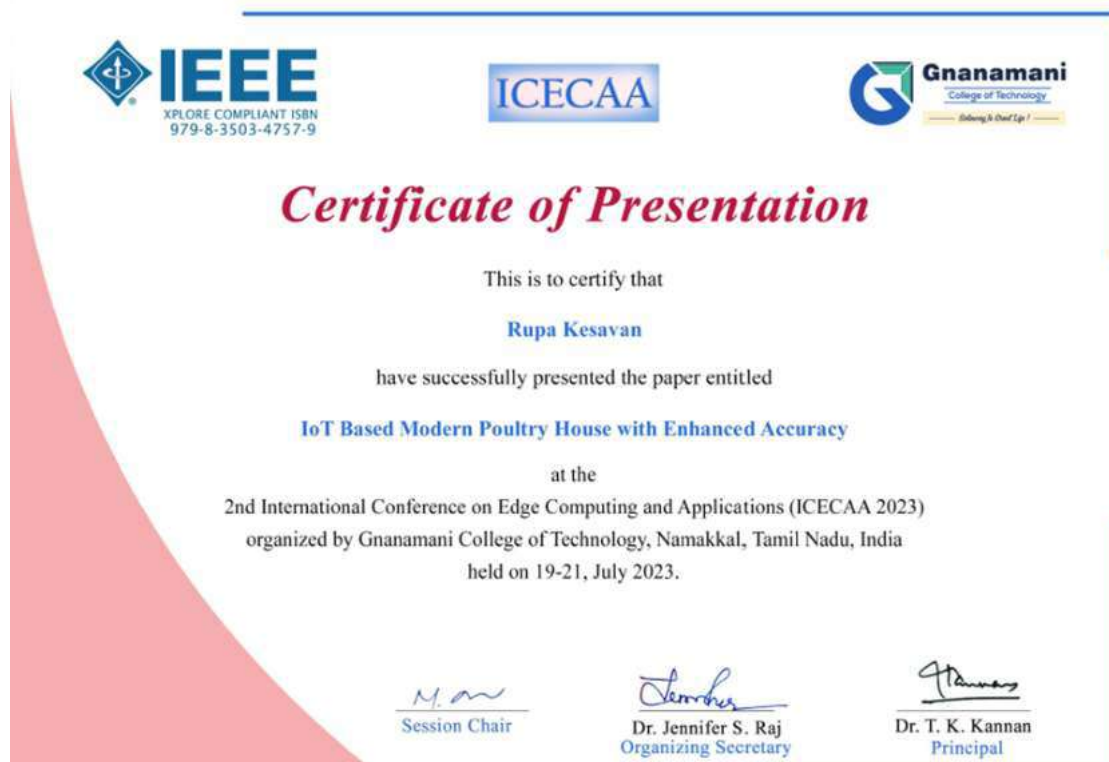 IEEE
XPLORE COMPLIANT ISBN
979-8-3503-4757-9
ICECAA
Gnanamani
College of Technology
Certificate of Presentation
This is to certify that
Rupa Kesavan
have successfully presented the paper entitled
IoT Based Modern Poultry House with Enhanced Accuracy
at the
2nd International Conference on Edge Computing and Applications (ICECAA 2023)
organized by Gnanamani College of Technology, Namakkal, Tamil Nadu, India
held on 19-21, July 2023.
Session Chair
Dr. Jennifer S. Raj
Organizing Secretary
Dr. T. K. Kannan
Principal